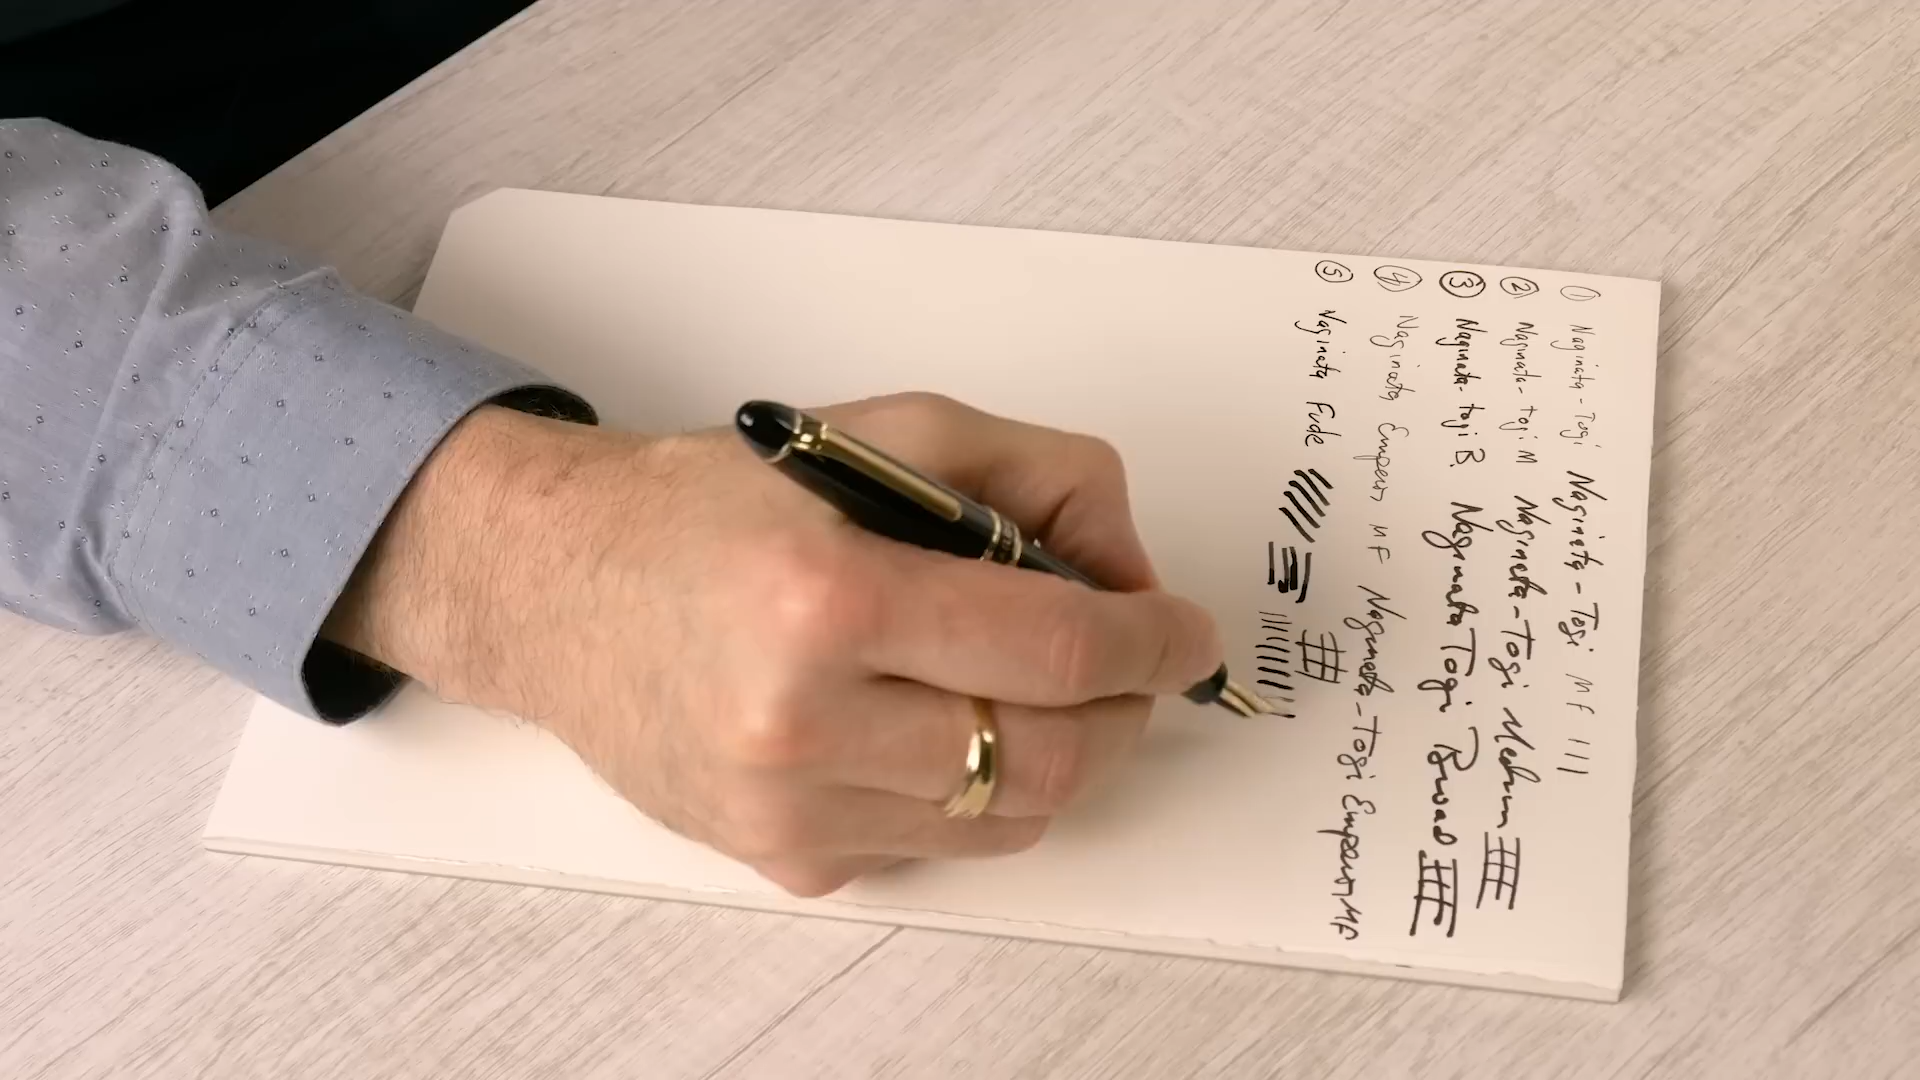 ① Naginata-Togi Naginata-Togi MF
② Naginata-togi M Naginata-Togi Medium
③ Naginata-togi B. Naginata Togi Broad
④ Naginata Emperor MF Naginata-Togi Emperor MF
⑤ Naginata Fude